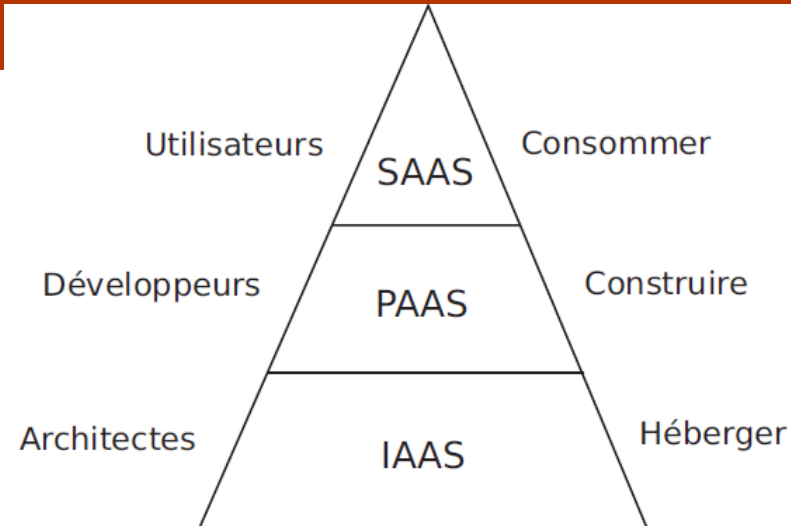 Utilisateurs
SAAS
Consommer
Développeurs
PAAS
Construire
Architectes
IAAS
Héberger